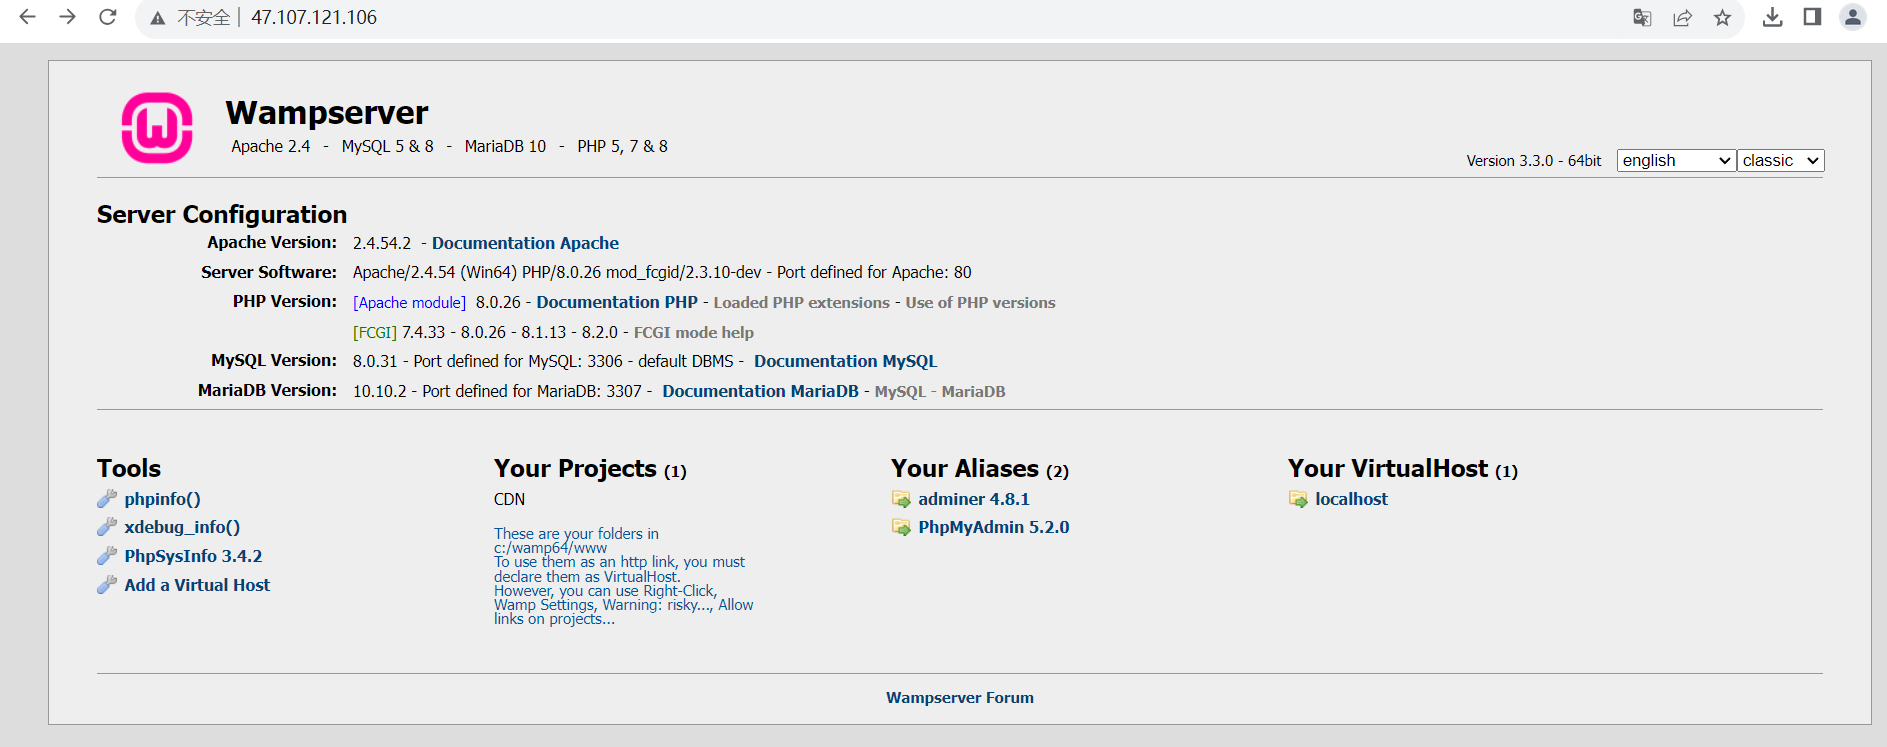 不安全 47.107.121.106
Wampserver
Apache 2.4 - MySQL 5 & 8 - MariaDB 10 - PHP 5, 7 & 8
Version 3.3.0 - 64bit english classic
Server Configuration
Apache Version: 2.4.54.2 - Documentation Apache
Server Software: Apache/2.4.54 (Win64) PHP/8.0.26 mod_fcgid/2.3.10-dev - Port defined for Apache: 80
PHP Version: [Apache module] 8.0.26 - Documentation PHP - Loaded PHP extensions - Use of PHP versions
[FCGI] 7.4.33 - 8.0.26 - 8.1.13 - 8.2.0 - FCGI mode help
MySQL Version: 8.0.31 - Port defined for MySQL: 3306 - default DBMS - Documentation MySQL
MariaDB Version: 10.10.2 - Port defined for MariaDB: 3307 - Documentation MariaDB - MySQL - MariaDB
Tools
phpinfo()
xdebug_info()
PhpSysInfo 3.4.2
Add a Virtual Host
Your Projects (1)
CDN
These are your folders in
c:/wamp64/www
To use them as an http link, you must
declare them as VirtualHost.
However, you can use Right-Click,
Wamp Settings, Warning: risky..., Allow
links on projects...
Your Aliases (2)
adminer 4.8.1
PhpMyAdmin 5.2.0
Your VirtualHost (1)
localhost
Wampserver Forum